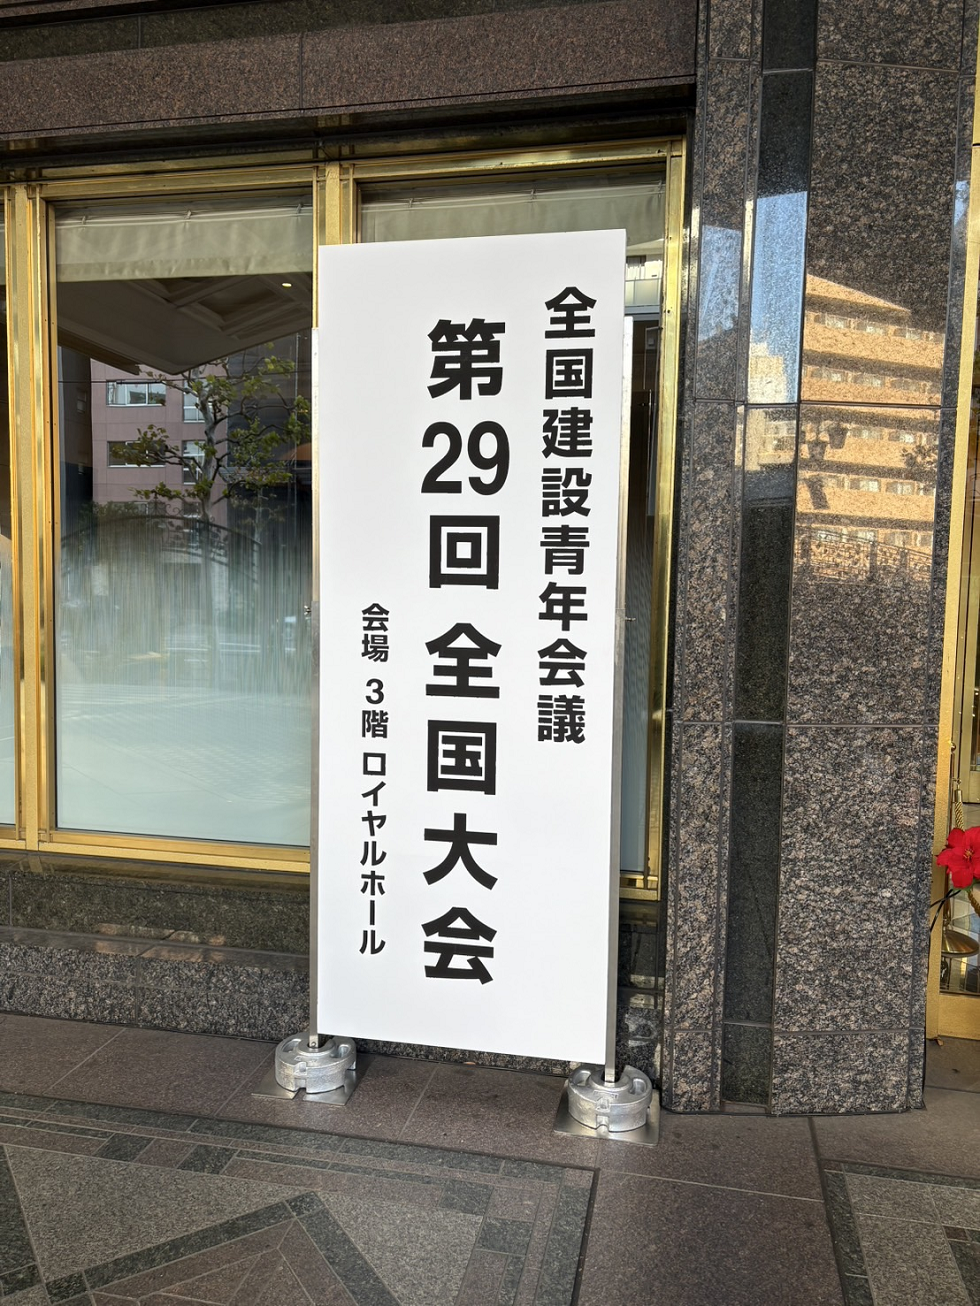 全国建設青年会議
第29回 全国大会
会場 3階 ロイヤルホール